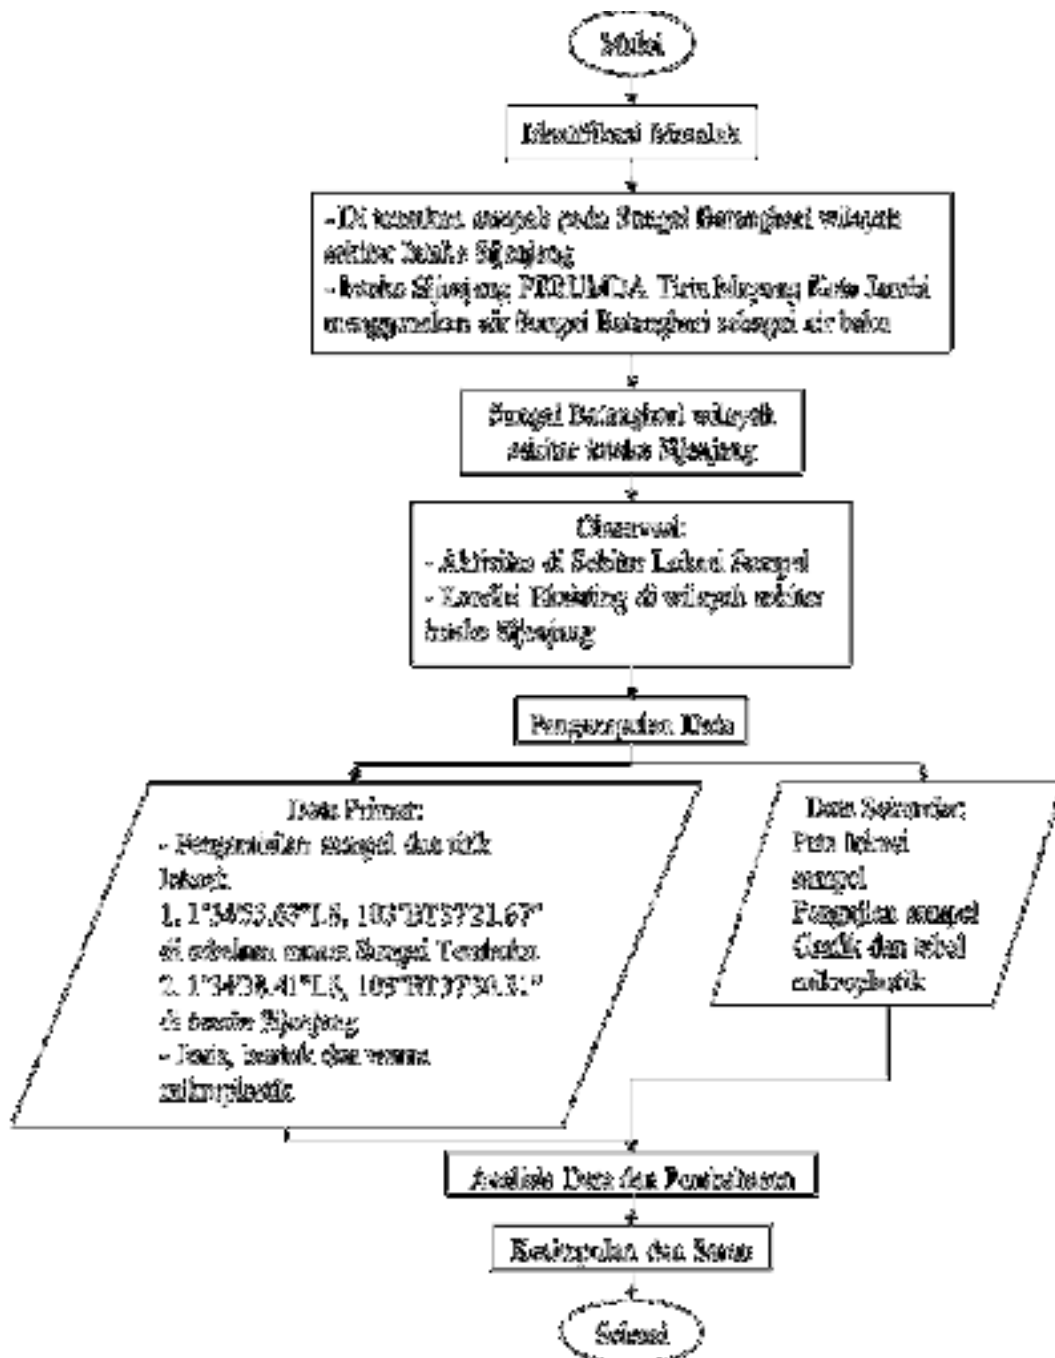 Mulai
Identifikasi Masalah
- Di temukan sampah pada Sungai Batanghari wilayah
sekitar Intake Sijenjang
- Intake Sijenjang PERUMDA Tirta Mayang Kota Jambi
menggunakan air Sungai Batanghari sebagai air baku
Sungai Batanghari wilayah
sekitar intake Sijenjang
Observasi:
- Aktivitas di Sekitar Lokasi Sampel
- Kondisi Eksisting di wilayah sekitar
Intake Sijenjang
Pengumpulan Data
Data Primer:
- Pengambilan sampel dua titik
lokasi:
di sebelum muara Sungai Tembuku
di Intake Sijenjang
- Jenis, bentuk dan warna
mikroplastik
Data Sekunder:
Peta lokasi
sampel
Pengujian sampel
Grafik dan tabel
mikroplastik
Analisis Data dan Pembahasan
Kesimpulan dan Saran
Selesai